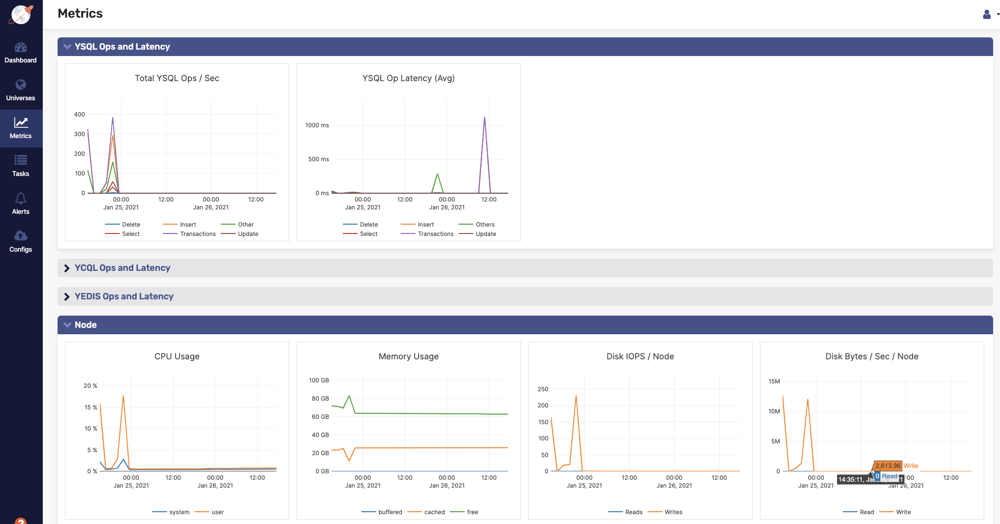 Metrics
Dashboard
Universes
Metrics
Tasks
Alerts
Configs
?
YSQL Ops and Latency
Total YSQL Ops / Sec
400
300
200
100
0
00:00 12:00 00:00 12:00
Jan 25, 2021 Jan 26, 2021
Delete Insert Other
Select Transactions Update
YSQL Op Latency (Avg)
1000 ms
500 ms
0 ms
00:00 12:00 00:00 12:00
Jan 25, 2021 Jan 26, 2021
Delete Insert Others
Select Transactions Update
YCQL Ops and Latency
YEDIS Ops and Latency
Node
CPU Usage
20 %
15 %
10 %
5 %
0 %
00:00 12:00 00:00 12:00
Jan 25, 2021 Jan 26, 2021
system user
Memory Usage
100 GB
80 GB
60 GB
40 GB
20 GB
0 GB
00:00 12:00 00:00 12:00
Jan 25, 2021 Jan 26, 2021
buffered cached free
Disk IOPS / Node
250
200
150
100
50
0
00:00 12:00 00:00 12:00
Jan 25, 2021 Jan 26, 2021
Reads Writes
Disk Bytes / Sec / Node
15M
10M
5M
0
2,613.96 Write
0 Read
00:00 :00 12:00
14:35:11, Jan 2021
Jan 25, 2021 Jan 26, 2021
Read Write